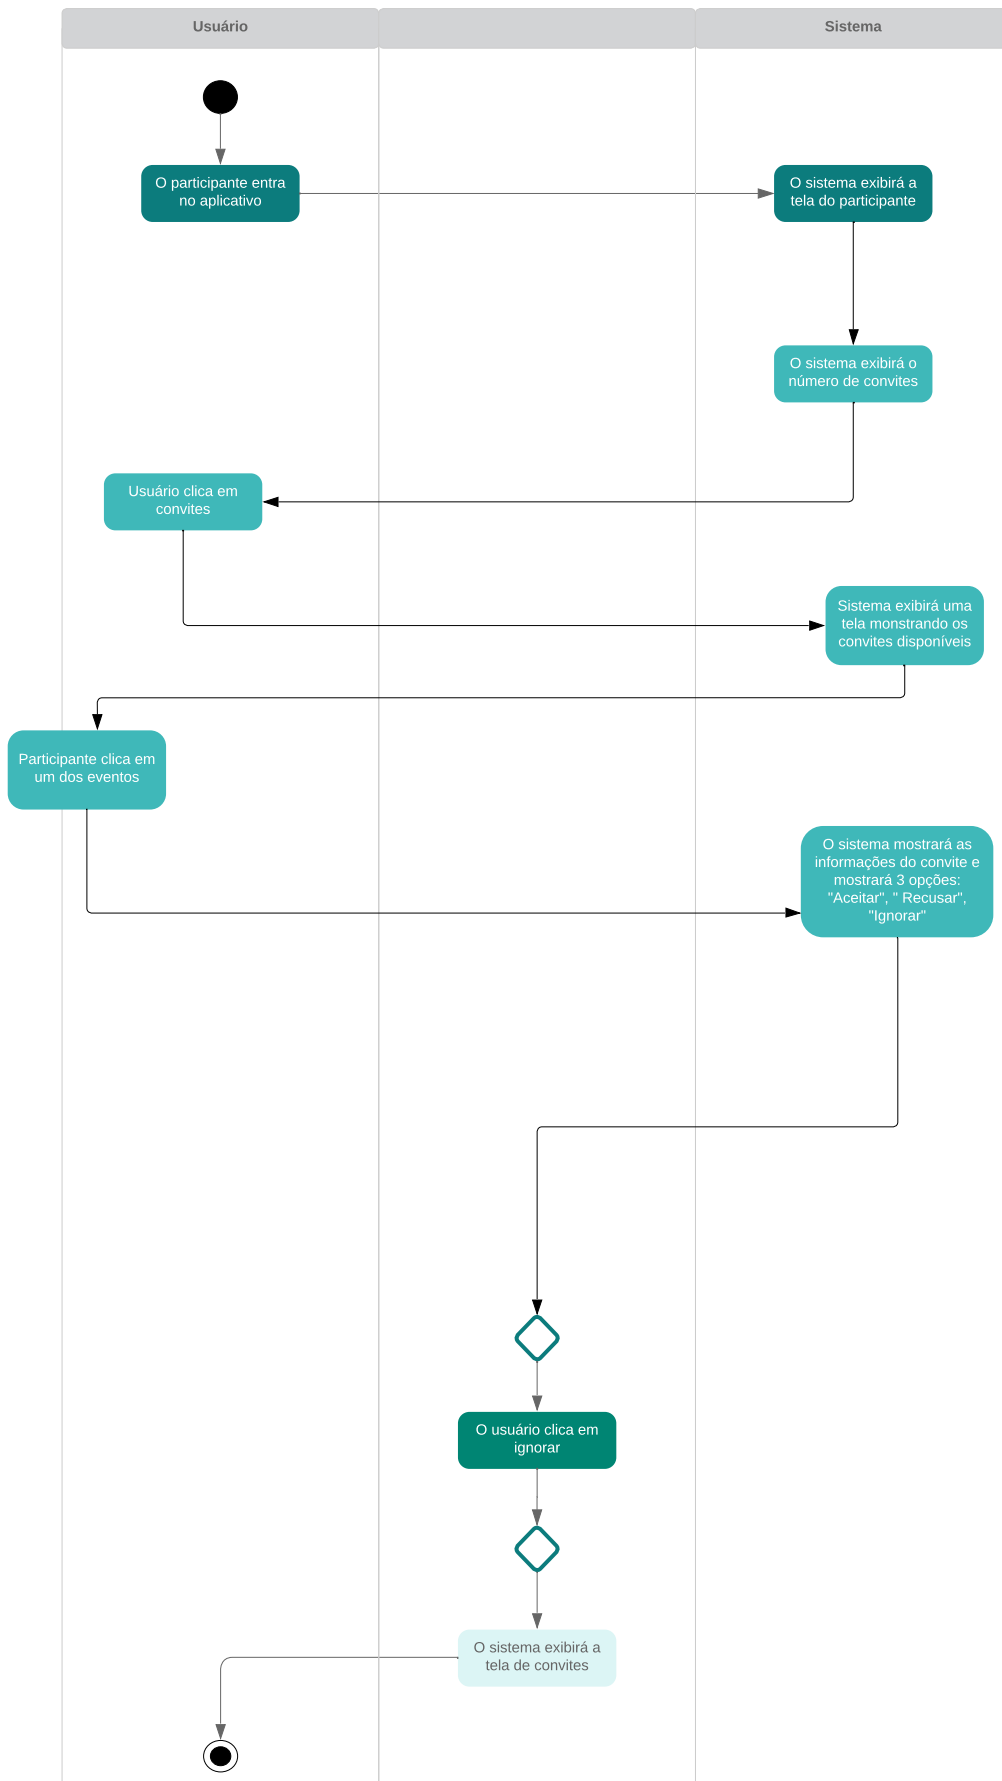 Usuário
Sistema
O participante entra
no aplicativo
O sistema exibirá a
tela do participante
O sistema exibirá o
número de convites
Usuário clica em
convites
Sistema exibirá uma
tela monstrando os
convites disponíveis
Participante clica em
um dos eventos
O sistema mostrará as
informações do convite e
mostrará 3 opções:
"Aceitar", " Recusar",
"Ignorar"
O usuário clica em
ignorar
O sistema exibirá a
tela de convites